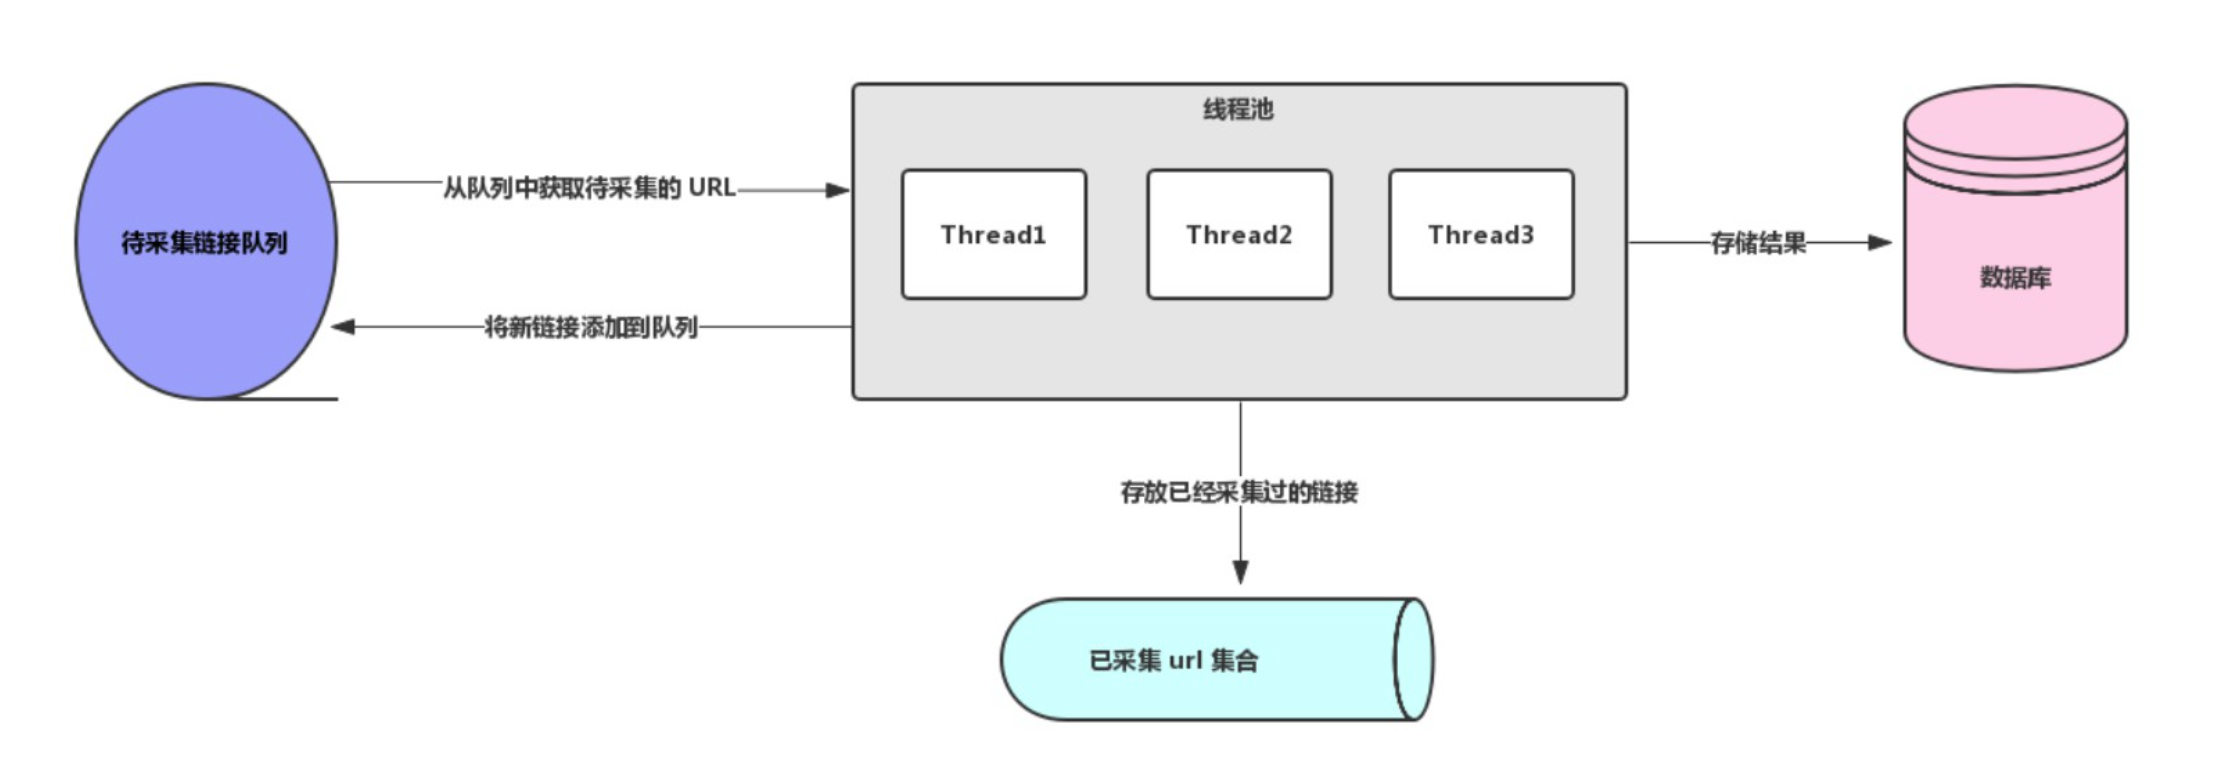 线程池
从队列中获取待采集的 URL
Thread1
Thread2
Thread3
待采集链接队列
存储结果
数据库
将新链接添加到队列
存放已经采集过的链接
已采集 url 集合